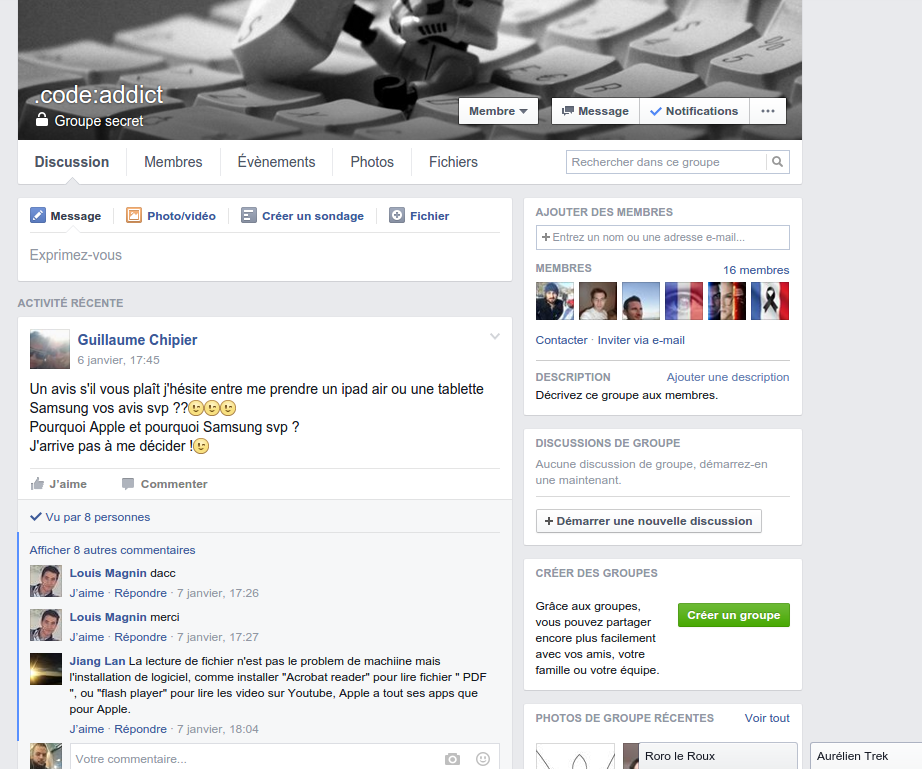 .code:addict
Groupe secret
Membre
Message
Notifications
Discussion
Membres
Évènements
Photos
Fichiers
Rechercher dans ce groupe
Message
Photo/vidéo
Créer un sondage
Fichier
Exprimez-vous
ACTIVITÉ RÉCENTE
Guillaume Chipier
6 janvier, 17:45
Un avis s'il vous plaît j'hésite entre me prendre un ipad air ou une tablette
Samsung vos avis svp ??
Pourquoi Apple et pourquoi Samsung svp ?
J'arrive pas à me décider !
J'aime
Commenter
Vu par 8 personnes
Afficher 8 autres commentaires
Louis Magnin dacc
J'aime · Répondre · 7 janvier, 17:26
Louis Magnin merci
J'aime · Répondre · 7 janvier, 17:27
Jiang Lan La lecture de fichier n'est pas le problem de machiine mais
l'installation de logiciel, comme installer "Acrobat reader" pour lire fichier " PDF
", ou "flash player" pour lire les video sur Youtube, Apple a tout ses apps que
pour Apple.
J'aime · Répondre · 7 janvier, 18:04
Votre commentaire...
AJOUTER DES MEMBRES
+ Entrez un nom ou une adresse e-mail...
MEMBRES
16 membres
Contacter · Inviter via e-mail
DESCRIPTION
Ajouter une description
Décrivez ce groupe aux membres.
DISCUSSIONS DE GROUPE
Aucune discussion de groupe, démarrez-en
une maintenant.
+ Démarrer une nouvelle discussion
CRÉER DES GROUPES
Grâce aux groupes,
vous pouvez partager
encore plus facilement
avec vos amis, votre
famille ou votre équipe.
Créer un groupe
PHOTOS DE GROUPE RÉCENTES
Voir tout
Roro le Roux
Aurélien Trek